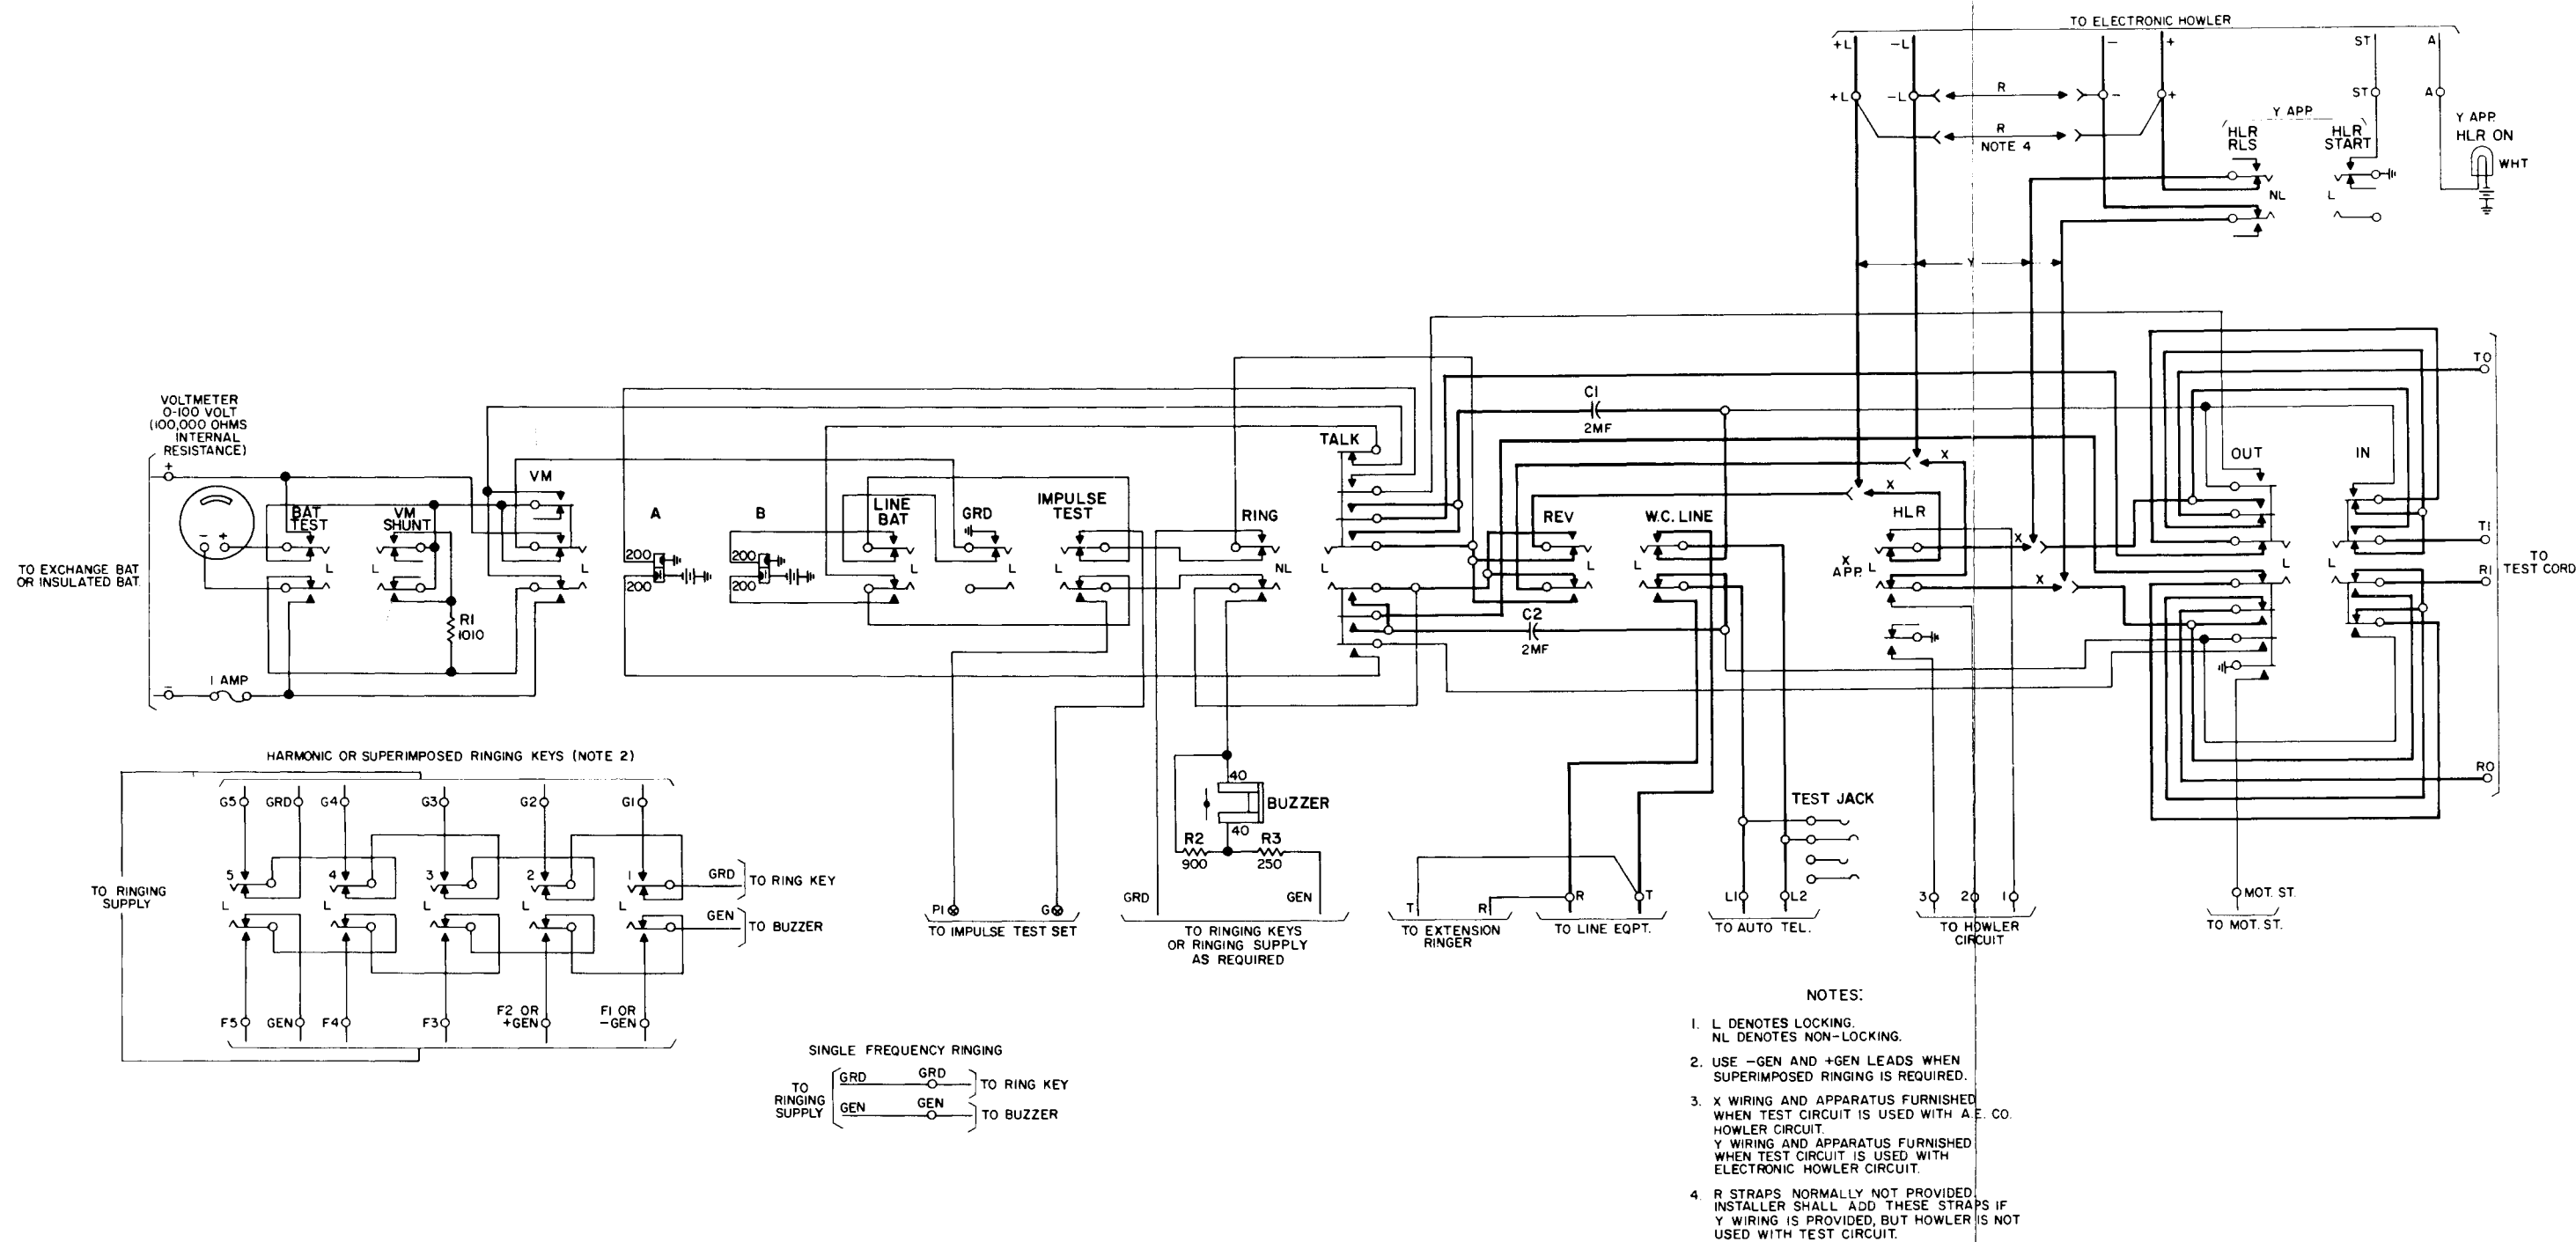 TO ELECTRONIC HOWLER
+L
-L
-
+
ST
A
+L
-L
R
-
+
ST
A
R
NOTE 4
Y APP.
HLR
RLS
HLR
START
Y APP.
HLR ON
WHT
NL
L
Y
VOLTMETER
0-100 VOLT
(100,000 OHMS
INTERNAL
RESISTANCE)
+
- +
TO EXCHANGE BAT
OR INSULATED BAT.
-
1 AMP
BAT
TEST
L
VM
SHUNT
L
R1
1010
VM
L
A
200
200
B
200
200
LINE
BAT
L
GRD
L
IMPULSE
TEST
L
RING
NL
TALK
L
C1
2MF
C2
2MF
REV
L
W.C. LINE
L
X
X
HLR
X
APP.
L
X
X
OUT
L
IN
L
TO
T1
R1
RO
TO
TEST CORD
HARMONIC OR SUPERIMPOSED RINGING KEYS (NOTE 2)
G5
GRD
G4
G3
G2
G1
5
4
3
2
1
L
L
L
L
L
GRD
TO RING KEY
GEN
TO BUZZER
TO RINGING
SUPPLY
F5
GEN
F4
F3
F2 OR
+GEN
F1 OR
-GEN
SINGLE FREQUENCY RINGING
TO
RINGING
SUPPLY
GRD
GRD
TO RING KEY
GEN
GEN
TO BUZZER
P1
G
TO IMPULSE TEST SET
40
BUZZER
40
R2
900
R3
250
GRD
GEN
TO RINGING KEYS
OR RINGING SUPPLY
AS REQUIRED
T
R
TO EXTENSION
RINGER
R
T
TO LINE EQPT.
TEST JACK
L1
L2
TO AUTO TEL.
3
2
1
TO HOWLER
CIRCUIT
MOT. ST.
TO MOT. ST.
NOTES:
1. L DENOTES LOCKING.
NL DENOTES NON-LOCKING.
2. USE -GEN AND +GEN LEADS WHEN
SUPERIMPOSED RINGING IS REQUIRED.
3. X WIRING AND APPARATUS FURNISHED
WHEN TEST CIRCUIT IS USED WITH A.E. CO.
HOWLER CIRCUIT.
Y WIRING AND APPARATUS FURNISHED
WHEN TEST CIRCUIT IS USED WITH
ELECTRONIC HOWLER CIRCUIT.
4. R STRAPS NORMALLY NOT PROVIDED.
INSTALLER SHALL ADD THESE STRAPS IF
Y WIRING IS PROVIDED, BUT HOWLER IS NOT
USED WITH TEST CIRCUIT.